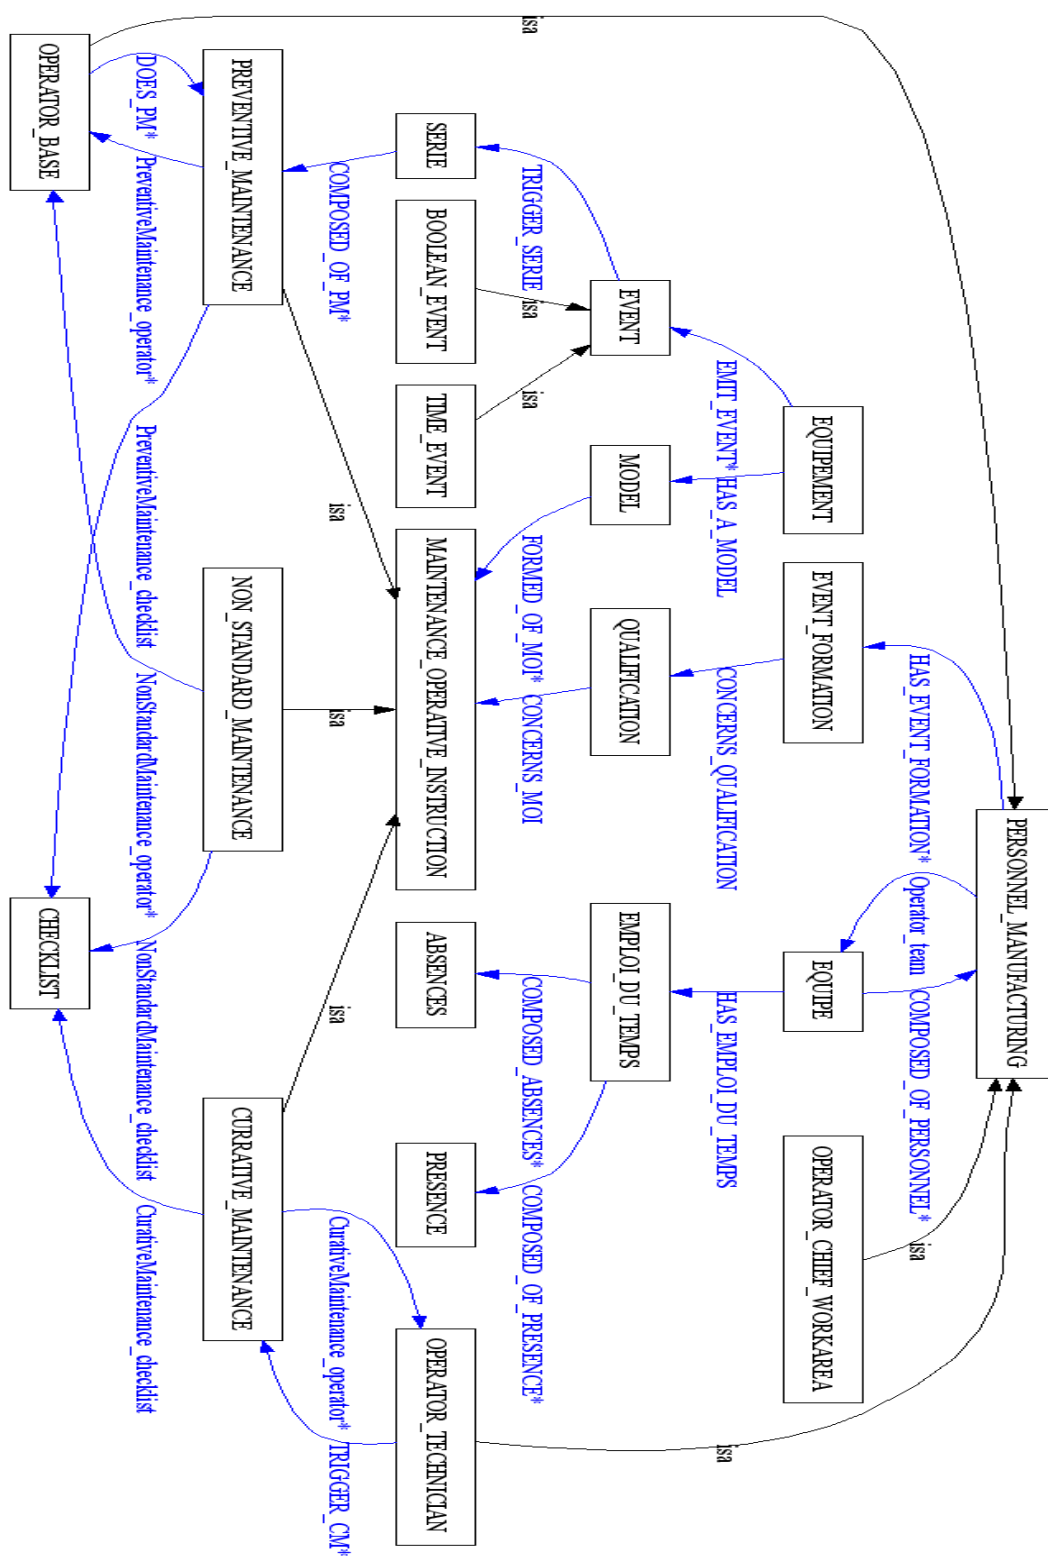 PERSONNEL_MANUFACTURING
isa
HAS_EVENT_FORMATION*
Operator_team
COMPOSED_OF_PERSONNEL*
isa
EQUIPEMENT
EVENT_FORMATION
EQUIPE
OPERATOR_CHIEF_WORKAREA
EMIT_EVENT*
HAS_A_MODEL
CONCERNS_QUALIFICATION
HAS_EMPLOI_DU_TEMPS
isa
EVENT
MODEL
QUALIFICATION
EMPLOI_DU_TEMPS
TRIGGER_SERIE
isa
isa
FORMED_OF_MOI*
CONCERNS_MOI
COMPOSED_ABSENCES*
COMPOSED_OF_PRESENCE*
SERIE
BOOLEAN_EVENT
TIME_EVENT
MAINTENANCE_OPERATIVE_INSTRUCTION
ABSENCES
PRESENCE
OPERATOR_TECHNICIAN
COMPOSED_OF_PM*
isa
isa
isa
CurativeMaintenance_operator*
TRIGGER_CM*
PREVENTIVE_MAINTENANCE
NON_STANDARD_MAINTENANCE
CURRATIVE_MAINTENANCE
DOES_PM*
PreventiveMaintenance_operator*
PreventiveMaintenance_checklist
NonStandardMaintenance_operator*
NonStandardMaintenance_checklist
CurativeMaintenance_checklist
OPERATOR_BASE
CHECKLIST